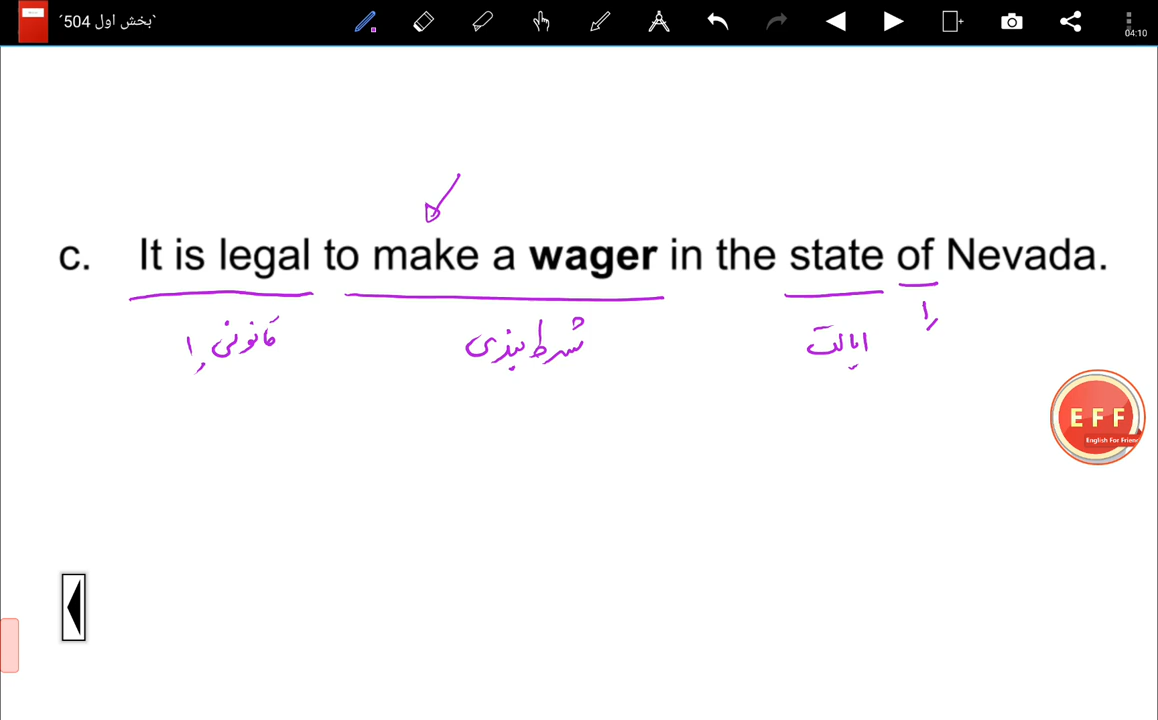 بخش اول 504
04:10
c. It is legal to make a wager in the state of Nevada.
قانونی شرط بندی ایالت
EFF
English For Frien